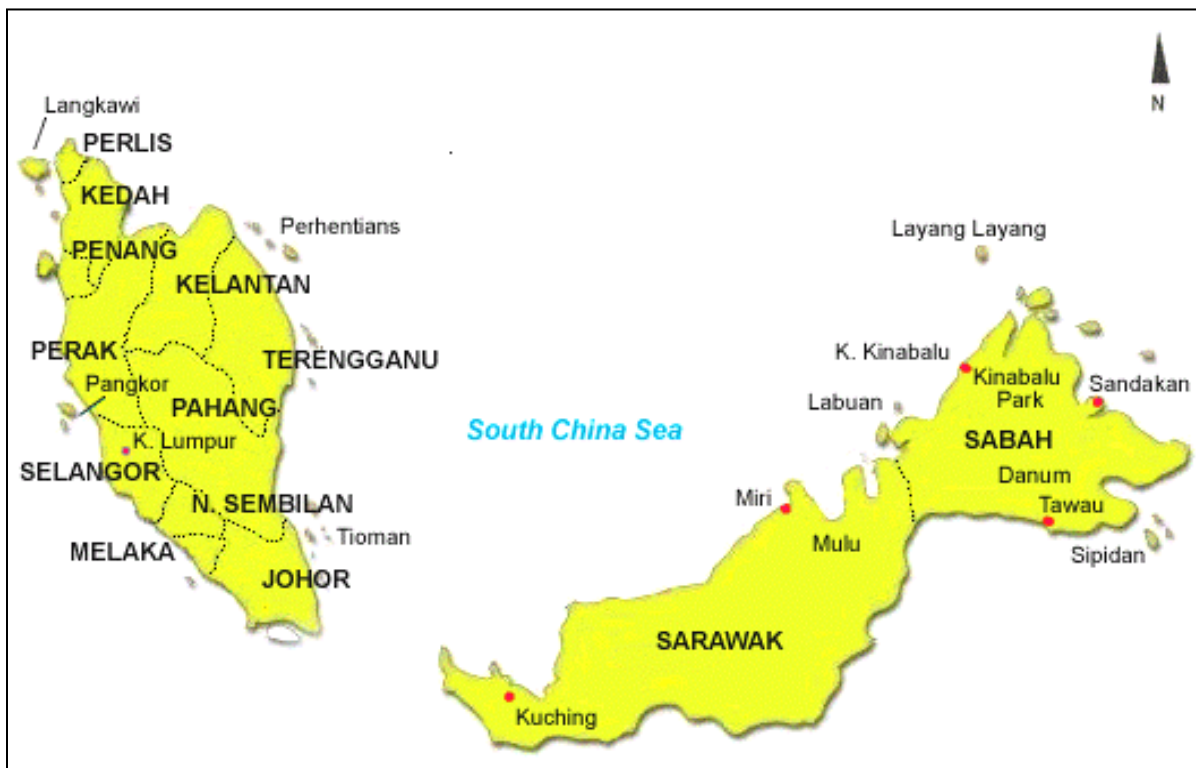 N
Langkawi
PERLIS
KEDAH
PENANG
Perhentians
KELANTAN
PERAK
TERENGGANU
Pangkor
PAHANG
K. Lumpur
SELANGOR
N. SEMBILAN
Tioman
MELAKA
JOHOR
South China Sea
Layang Layang
K. Kinabalu
Kinabalu
Park
Sandakan
Labuan
SABAH
Danum
Miri
Tawau
Mulu
Sipidan
SARAWAK
Kuching